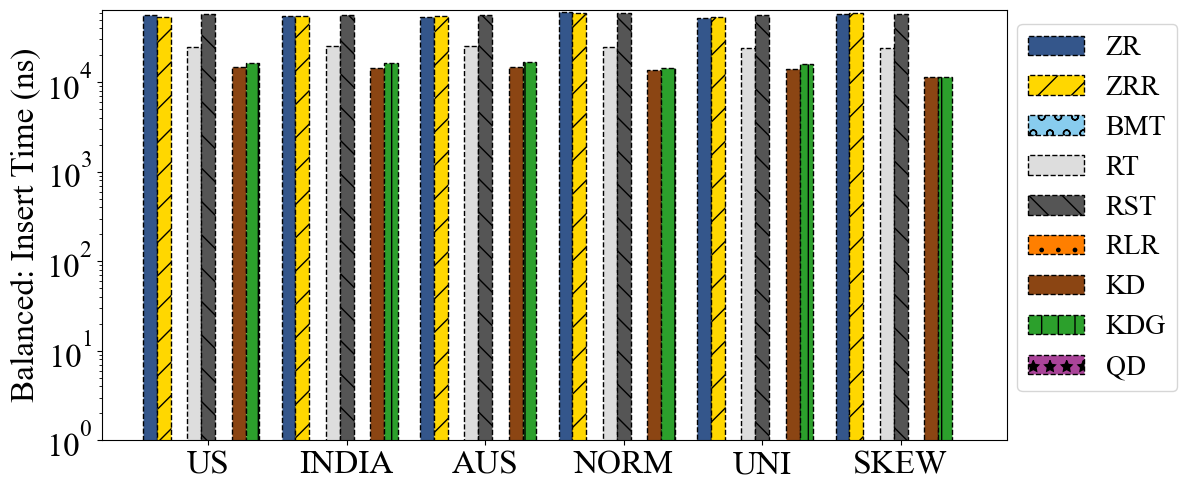 Balanced: Insert Time (ns)
10^4
10^3
10^2
10^1
10^0
US INDIA AUS NORM UNI SKEW
ZR
ZRR
BMT
RT
RST
RLR
KD
KDG
QD